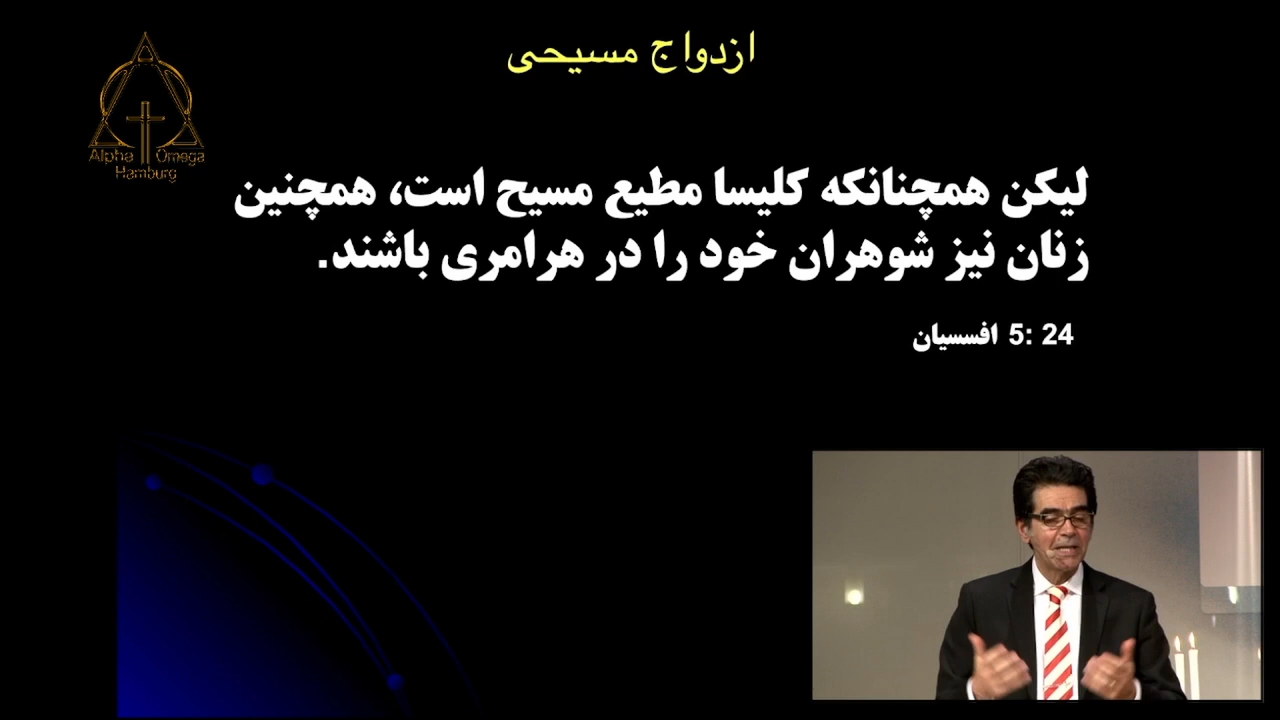 ازدواج مسیحی
Alpha Omega
Hamburg
لیکن همچنانکه کلیسا مطیع مسیح است، همچنین
زنان نیز شوهران خود را در هرامری باشند.
افسسیان 5: 24